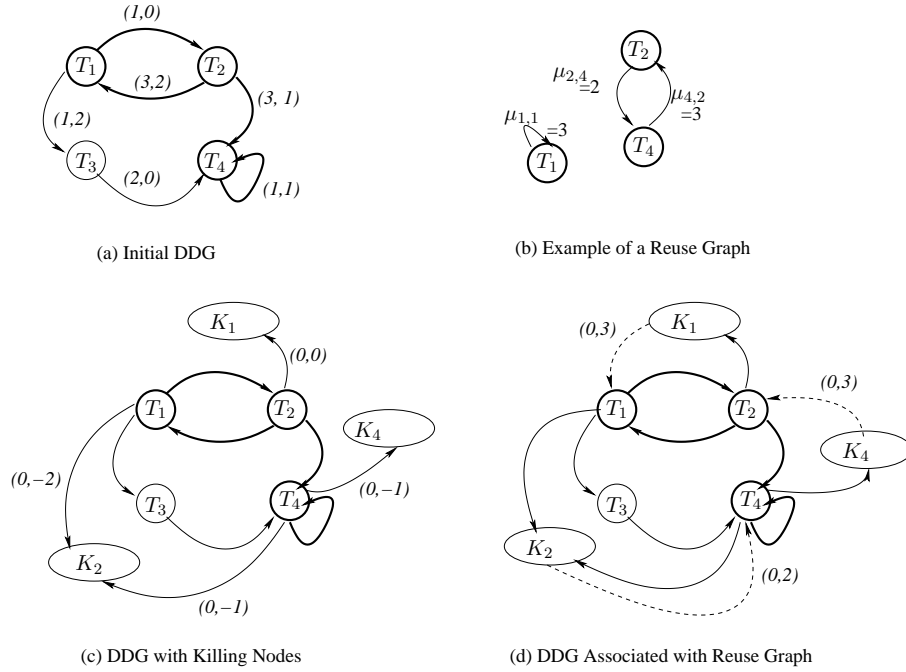 (1,0)
T1
T2
(3,2)
(3, 1)
(1,2)
T3
T4
(2,0)
(1,1)
(a) Initial DDG
T2
μ2,4
=2
μ4,2
=3
μ1,1
=3
T4
T1
(b) Example of a Reuse Graph
K1
(0,0)
T1
T2
K4
(0,−2)
(0,−1)
T3
T4
K2
(0,−1)
(c) DDG with Killing Nodes
K1
(0,3)
(0,3)
T1
T2
K4
T3
T4
K2
(0,2)
(d) DDG Associated with Reuse Graph